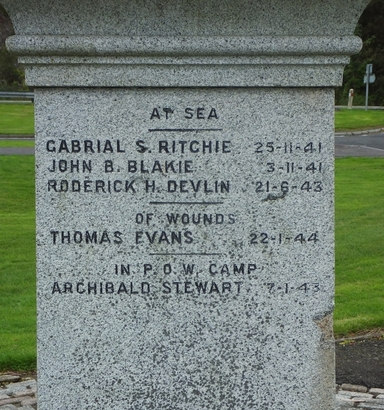 AT SEA
GABRIAL S. RITCHIE 25-11-41
JOHN B. BLAKIE 3-11-41
RODERICK H. DEVLIN 21-6-43
OF WOUNDS
THOMAS EVANS 22-1-44
IN P.O.W. CAMP
ARCHIBALD STEWART 7-1-43